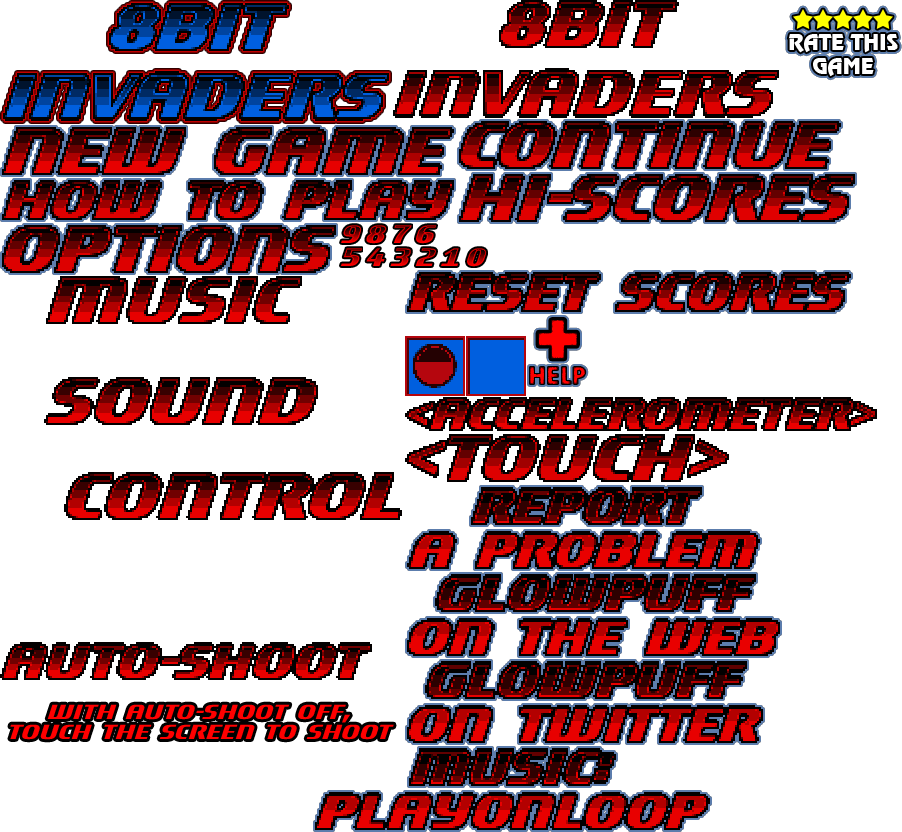 8BIT
INVADERS
8BIT
INVADERS
RATE THIS
GAME
NEW GAME
CONTINUE
HOW TO PLAY
HI-SCORES
OPTIONS
9876
543210
MUSIC
RESET SCORES
HELP
SOUND
<ACCELEROMETER>
<TOUCH>
CONTROL
REPORT
A PROBLEM
GLOWPUFF
ON THE WEB
AUTO-SHOOT
GLOWPUFF
ON TWITTER
WITH AUTO-SHOOT OFF,
TOUCH THE SCREEN TO SHOOT
MUSIC:
PLAYONLOOP